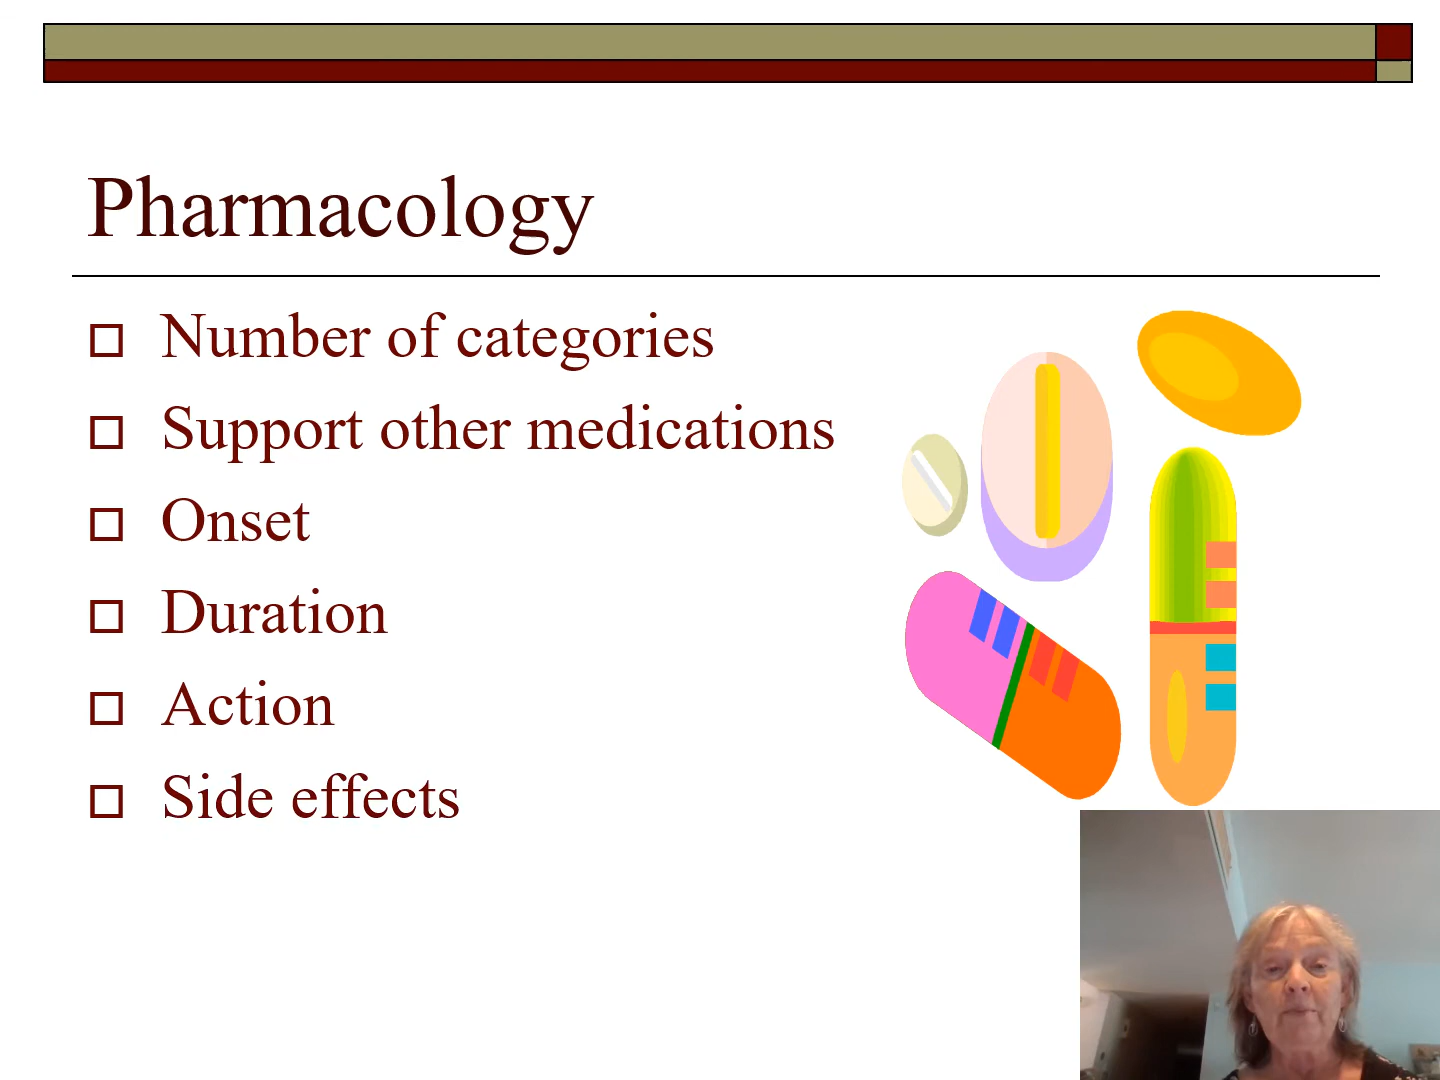 Pharmacology
Number of categories
Support other medications
Onset
Duration
Action
Side effects